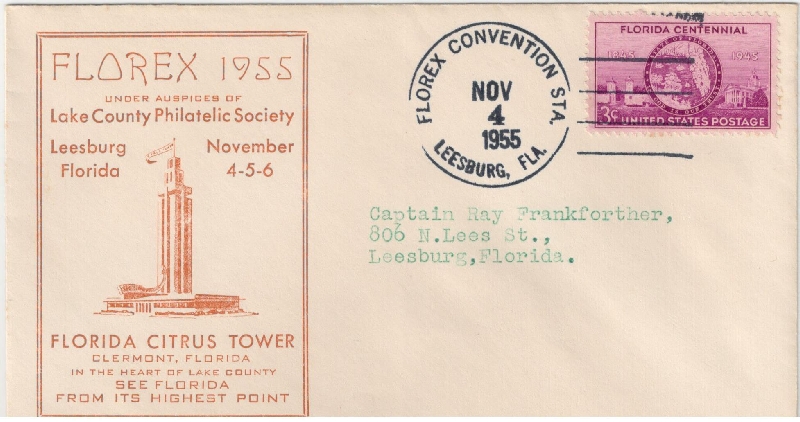 FLOREX 1955
UNDER AUSPICES OF
Lake County Philatelic Society
Leesburg November
Florida 4-5-6
FLORIDA CITRUS TOWER
CLERMONT, FLORIDA
IN THE HEART OF LAKE COUNTY
SEE FLORIDA
FROM ITS HIGHEST POINT
FLOREX CONVENTION STA.
NOV
4
1955
LEESBURG, FLA.
FLORIDA CENTENNIAL
1845 1945
3¢ UNITED STATES POSTAGE
Captain Ray Frankforther,
806 N.Lees St.,
Leesburg,Florida.